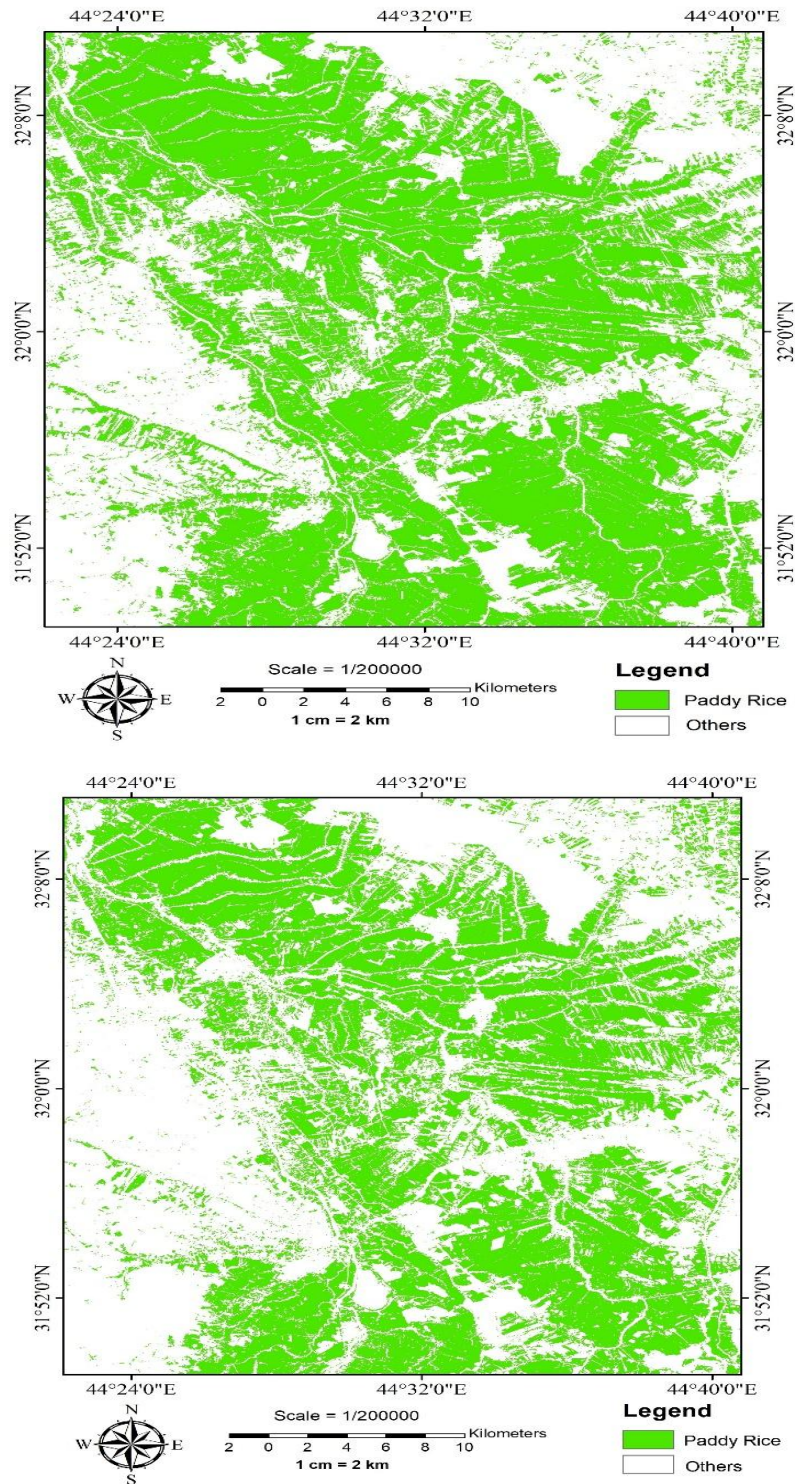 44°24'0"E 44°32'0"E 44°40'0"E
32°8'0"N 32°8'0"N
32°0'0"N 32°0'0"N
31°52'0"N 31°52'0"N
44°24'0"E 44°32'0"E 44°40'0"E
N
W E
S
Scale = 1/200000
2 0 2 4 6 8 10 Kilometers
1 cm = 2 km
Legend
Paddy Rice
Others
44°24'0"E 44°32'0"E 44°40'0"E
32°8'0"N 32°8'0"N
32°0'0"N 32°0'0"N
31°52'0"N 31°52'0"N
44°24'0"E 44°32'0"E 44°40'0"E
N
W E
S
Scale = 1/200000
2 0 2 4 6 8 10 Kilometers
1 cm = 2 km
Legend
Paddy Rice
Others